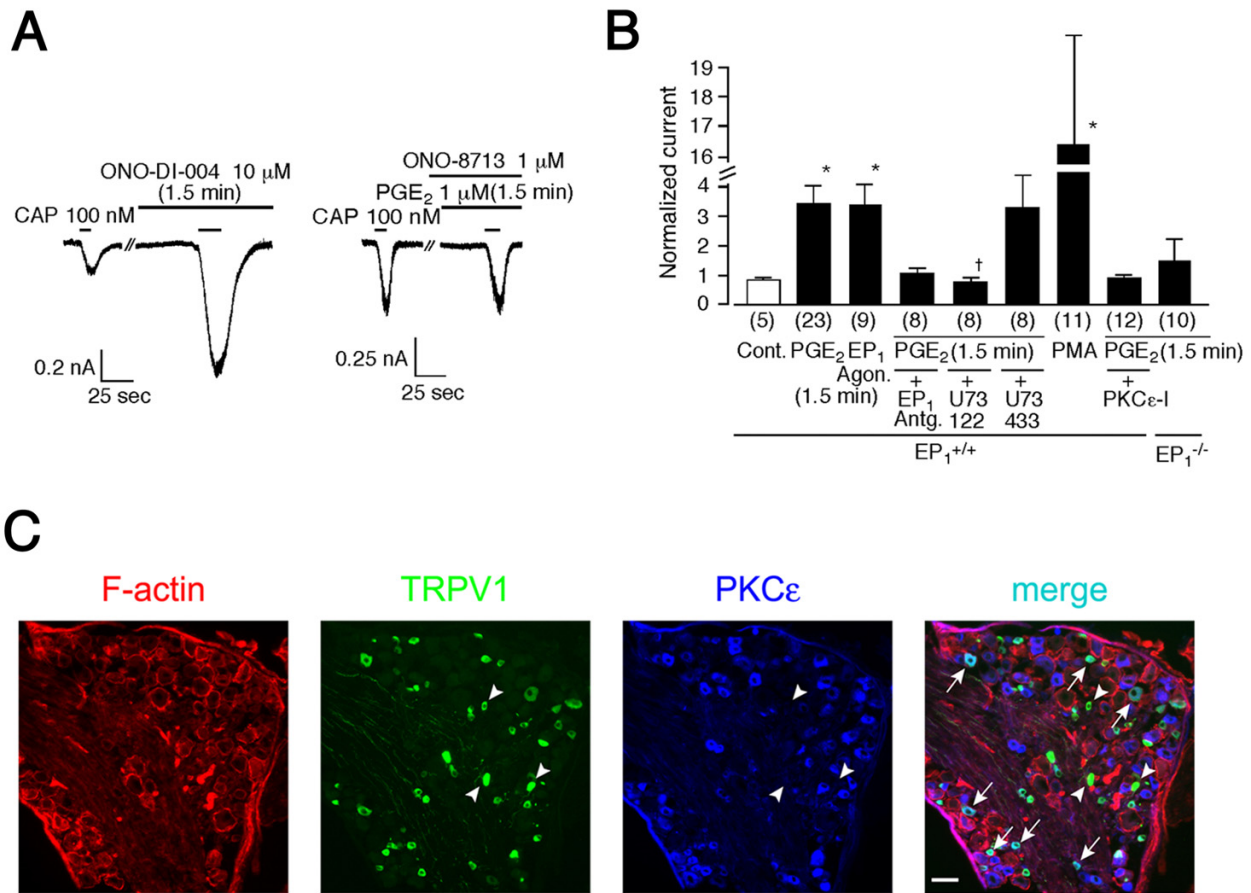 A
ONO-DI-004 10 μM
(1.5 min)
CAP 100 nM
//
0.2 nA
25 sec
ONO-8713 1 μM
PGE2 1 μM(1.5 min)
CAP 100 nM
//
0.25 nA
25 sec
B
Normalized current
19
18
17
16
4
3
2
1
0
* * † *
(5) (23) (9) (8) (8) (8) (11) (12) (10)
Cont. PGE2 EP1 PGE2 (1.5 min) PMA PGE2 (1.5 min)
Agon.
(1.5 min)
+ + + +
EP1 U73 U73 PKCε-I
Antg. 122 433
EP1+/+ EP1-/-
C
F-actin TRPV1 PKCε merge